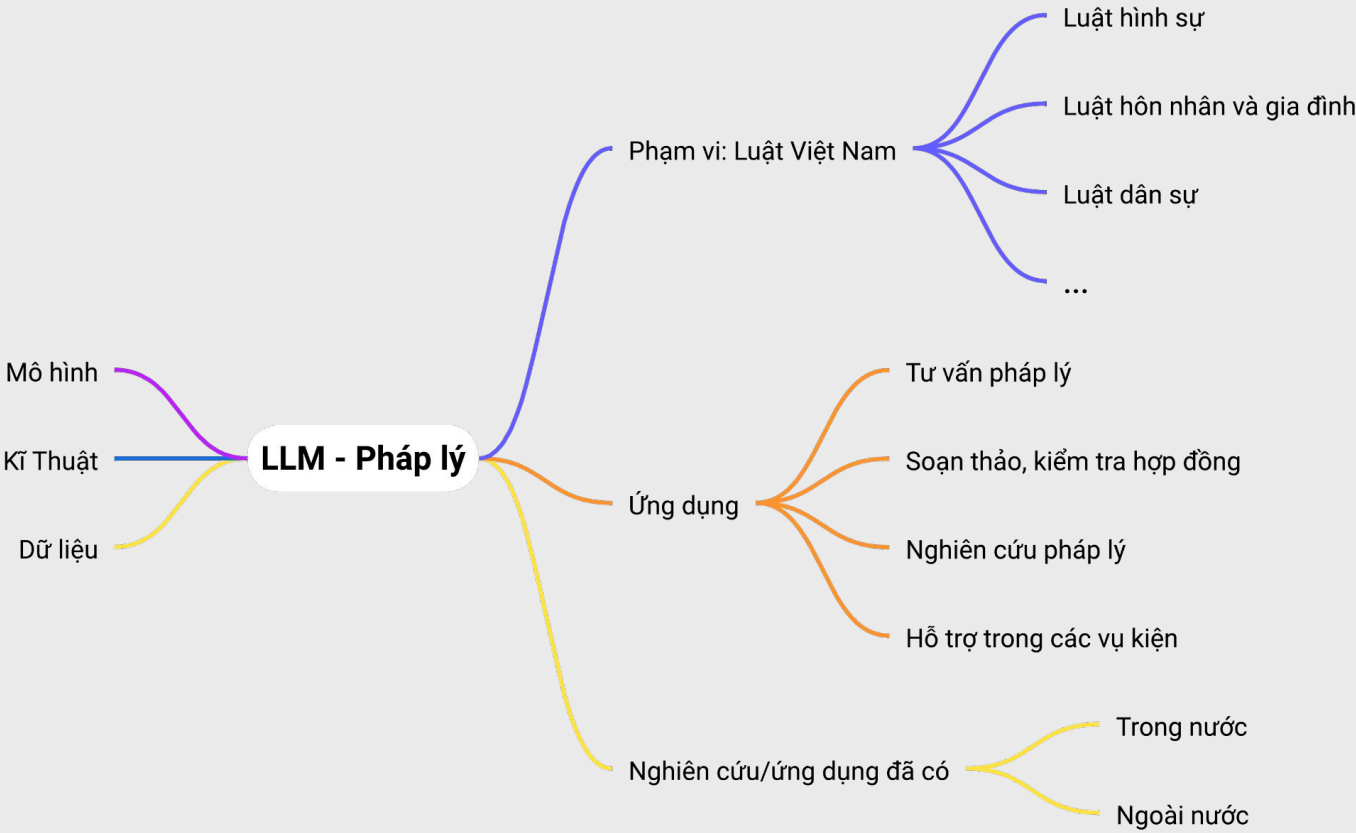 LLM - Pháp lý
Mô hình
Kĩ Thuật
Dữ liệu
Phạm vi: Luật Việt Nam
Luật hình sự
Luật hôn nhân và gia đình
Luật dân sự
...
Ứng dụng
Tư vấn pháp lý
Soạn thảo, kiểm tra hợp đồng
Nghiên cứu pháp lý
Hỗ trợ trong các vụ kiện
Nghiên cứu/ứng dụng đã có
Trong nước
Ngoài nước